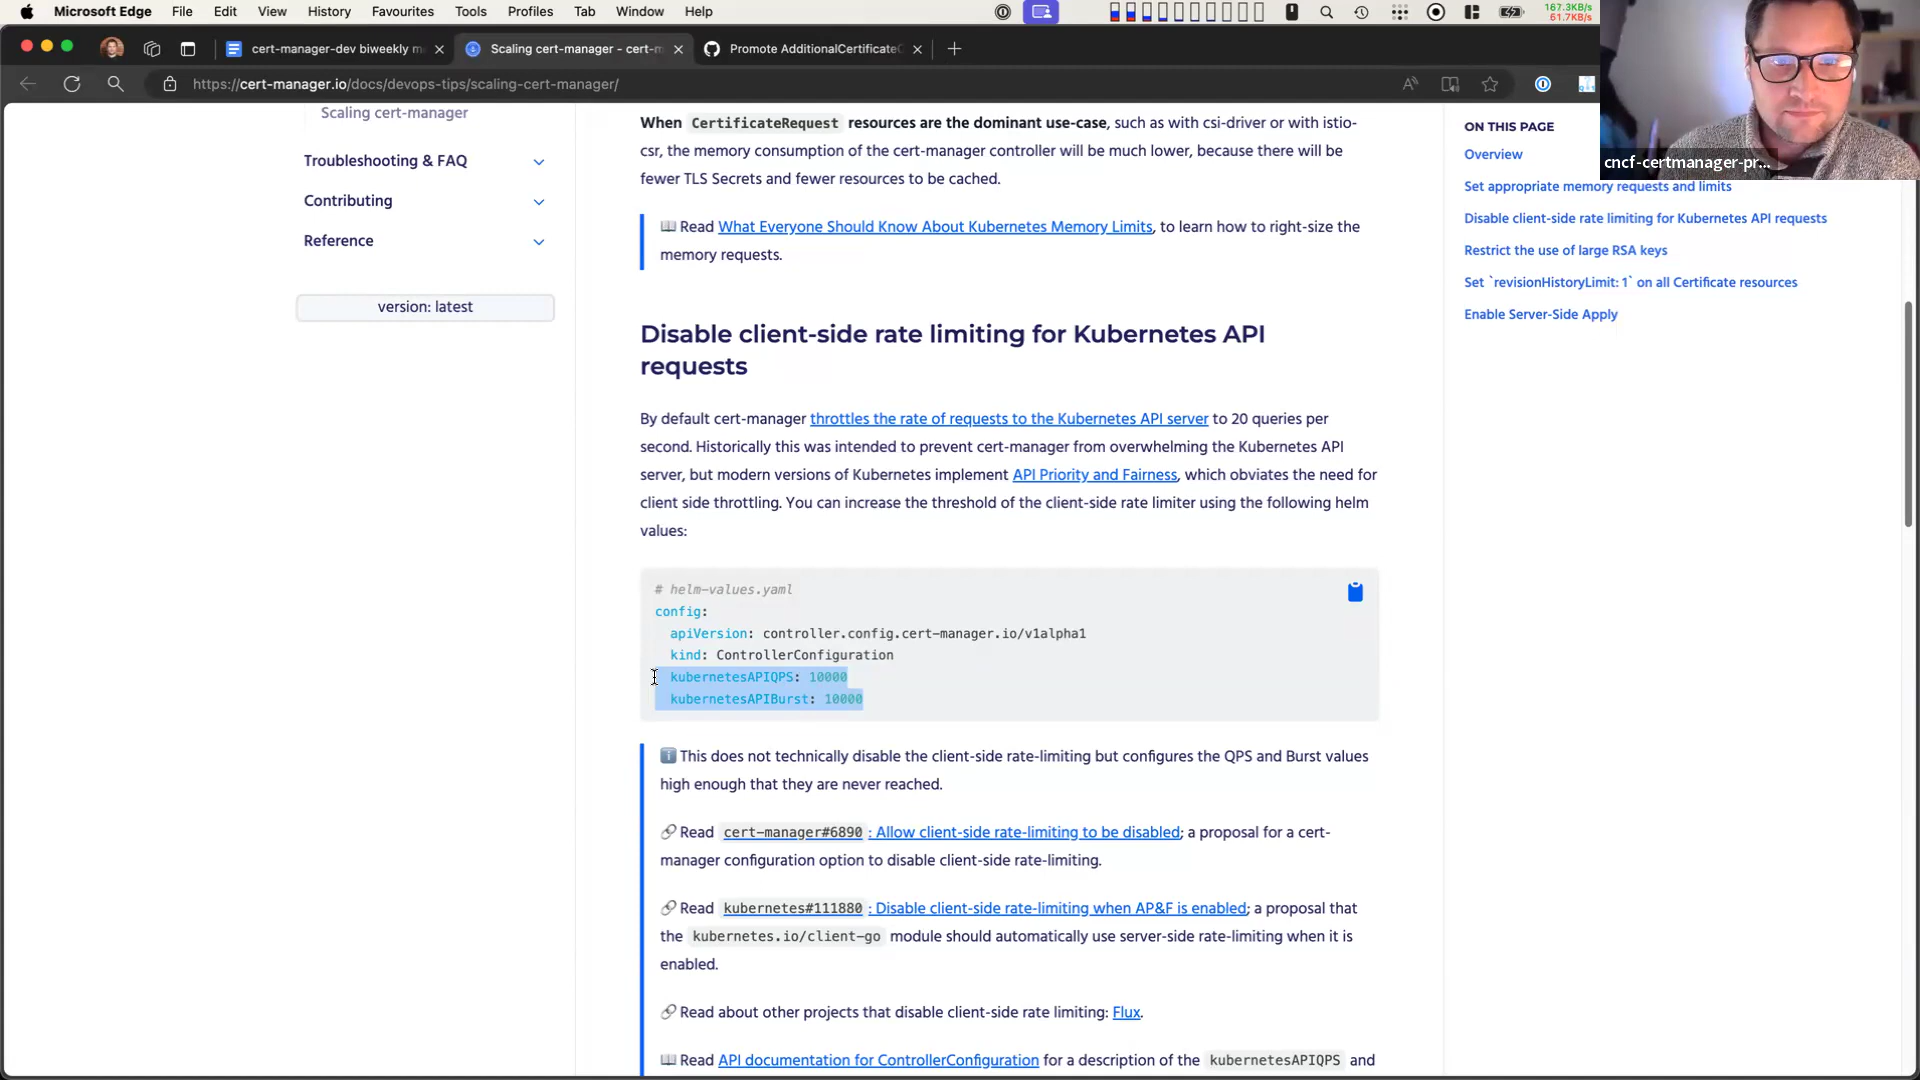 Microsoft Edge File Edit View History Favourites Tools Profiles Tab Window Help
167.3KB/s
61.7KB/s
cert-manager-dev biweekly m
Scaling cert-manager - cert-m
Promote AdditionalCertificateO
https://cert-manager.io/docs/devops-tips/scaling-cert-manager/
cncf-certmanager-pr...
Scaling cert-manager
Troubleshooting & FAQ
Contributing
Reference
version: latest
When CertificateRequest resources are the dominant use-case, such as with csi-driver or with istio-
csr, the memory consumption of the cert-manager controller will be much lower, because there will be
fewer TLS Secrets and fewer resources to be cached.
📖 Read What Everyone Should Know About Kubernetes Memory Limits, to learn how to right-size the
memory requests.
Disable client-side rate limiting for Kubernetes API
requests
By default cert-manager throttles the rate of requests to the Kubernetes API server to 20 queries per
second. Historically this was intended to prevent cert-manager from overwhelming the Kubernetes API
server, but modern versions of Kubernetes implement API Priority and Fairness, which obviates the need for
client side throttling. You can increase the threshold of the client-side rate limiter using the following helm
values:
# helm-values.yaml
config:
  apiVersion: controller.config.cert-manager.io/v1alpha1
  kind: ControllerConfiguration
  kubernetesAPIQPS: 10000
  kubernetesAPIBurst: 10000
ℹ️ This does not technically disable the client-side rate-limiting but configures the QPS and Burst values
high enough that they are never reached.
🔗 Read cert-manager#6890 : Allow client-side rate-limiting to be disabled; a proposal for a cert-
manager configuration option to disable client-side rate-limiting.
🔗 Read kubernetes#111880 : Disable client-side rate-limiting when AP&F is enabled; a proposal that
the kubernetes.io/client-go module should automatically use server-side rate-limiting when it is
enabled.
🔗 Read about other projects that disable client-side rate limiting: Flux.
📖 Read API documentation for ControllerConfiguration for a description of the kubernetesAPIQPS and
ON THIS PAGE
Overview
Set appropriate memory requests and limits
Disable client-side rate limiting for Kubernetes API requests
Restrict the use of large RSA keys
Set `revisionHistoryLimit: 1` on all Certificate resources
Enable Server-Side Apply